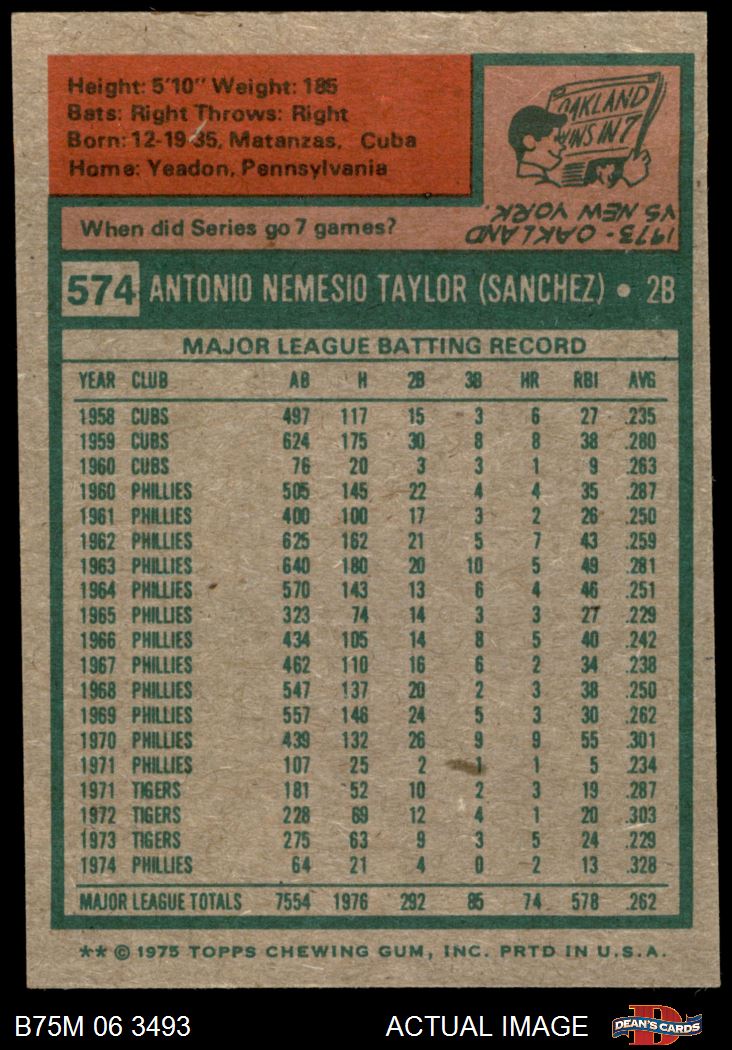 Height: 5'10" Weight: 185
Bats: Right Throws: Right
Born: 12-19-35, Matanzas, Cuba
Home: Yeadon, Pennsylvania
OAKLAND
WINS IN 7
When did Series go 7 games?
1973 - OAKLAND
VS NEW YORK.
574 ANTONIO NEMESIO TAYLOR (SANCHEZ) • 2B
MAJOR LEAGUE BATTING RECORD
YEAR CLUB AB H 2B 3B HR RBI AVG
1958 CUBS 497 117 15 3 6 27 .235
1959 CUBS 624 175 30 8 8 38 .280
1960 CUBS 76 20 3 3 1 9 .263
1960 PHILLIES 505 145 22 4 4 35 .287
1961 PHILLIES 400 100 17 3 2 26 .250
1962 PHILLIES 625 162 21 5 7 43 .259
1963 PHILLIES 640 180 20 10 5 49 .281
1964 PHILLIES 570 143 13 6 4 46 .251
1965 PHILLIES 323 74 14 3 3 27 .229
1966 PHILLIES 434 105 14 8 5 40 .242
1967 PHILLIES 462 110 16 6 2 34 .238
1968 PHILLIES 547 137 20 2 3 38 .250
1969 PHILLIES 557 146 24 5 3 30 .262
1970 PHILLIES 439 132 26 9 9 55 .301
1971 PHILLIES 107 25 2 1 1 5 .234
1971 TIGERS 181 52 10 2 3 19 .287
1972 TIGERS 228 69 12 4 1 20 .303
1973 TIGERS 275 63 9 3 5 24 .229
1974 PHILLIES 64 21 4 0 2 13 .328
MAJOR LEAGUE TOTALS 7554 1976 292 85 74 578 .262
** © 1975 TOPPS CHEWING GUM, INC. PRTD IN U.S.A.
B75M 06 3493 ACTUAL IMAGE
D
DEAN'S CARDS